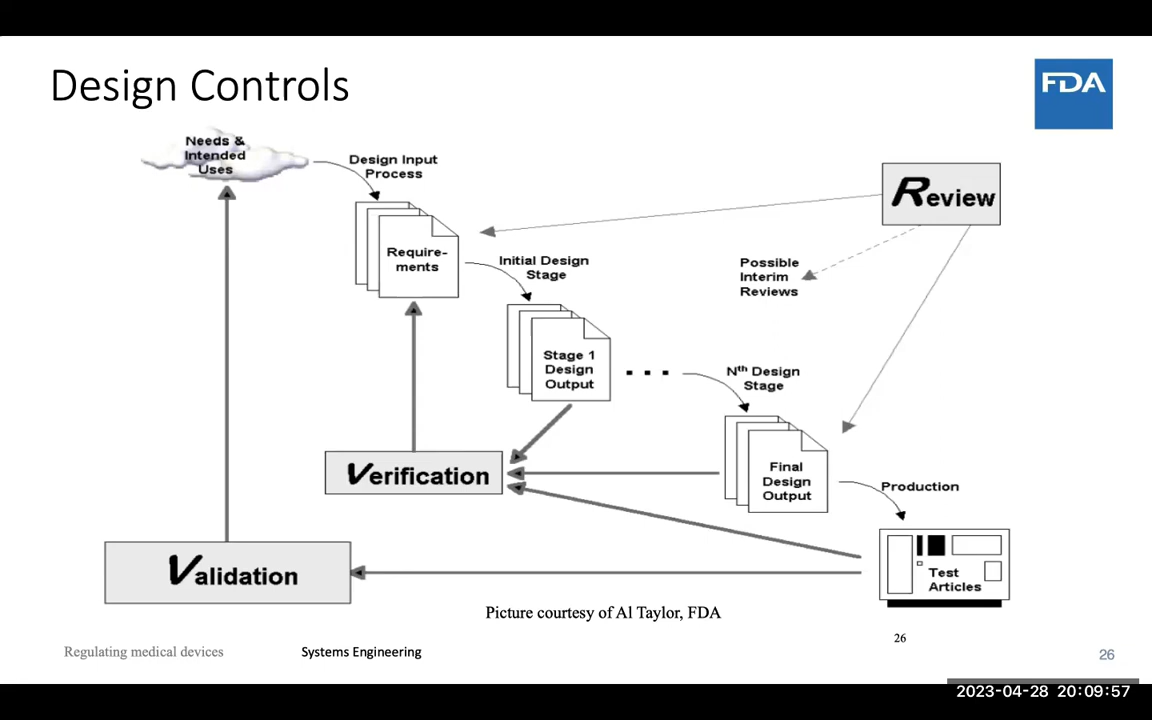 Design Controls
FDA
Needs &
Intended
Uses
Design Input
Process
Review
Require-
ments
Initial Design
Stage
Possible
Interim
Reviews
Stage 1
Design
Output
. . .
Nth Design
Stage
Verification
Final
Design
Output
Production
Validation
Test
Articles
Picture courtesy of Al Taylor, FDA
26
Regulating medical devices
Systems Engineering
26
2023-04-28 20:09:57